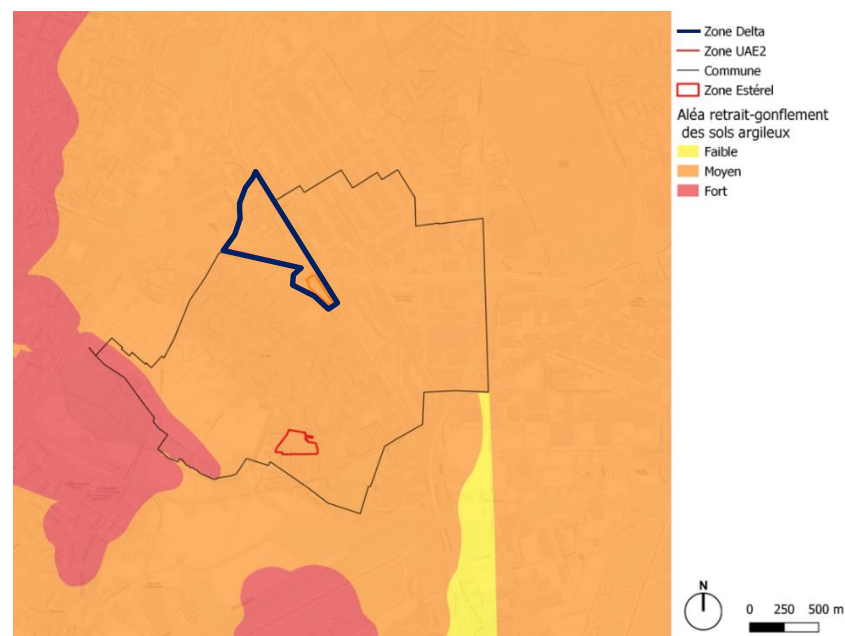 Zone Delta
Zone UAE2
Commune
Zone Estérel
Aléa retrait-gonflement
des sols argileux
Faible
Moyen
Fort
N
0 250 500 m